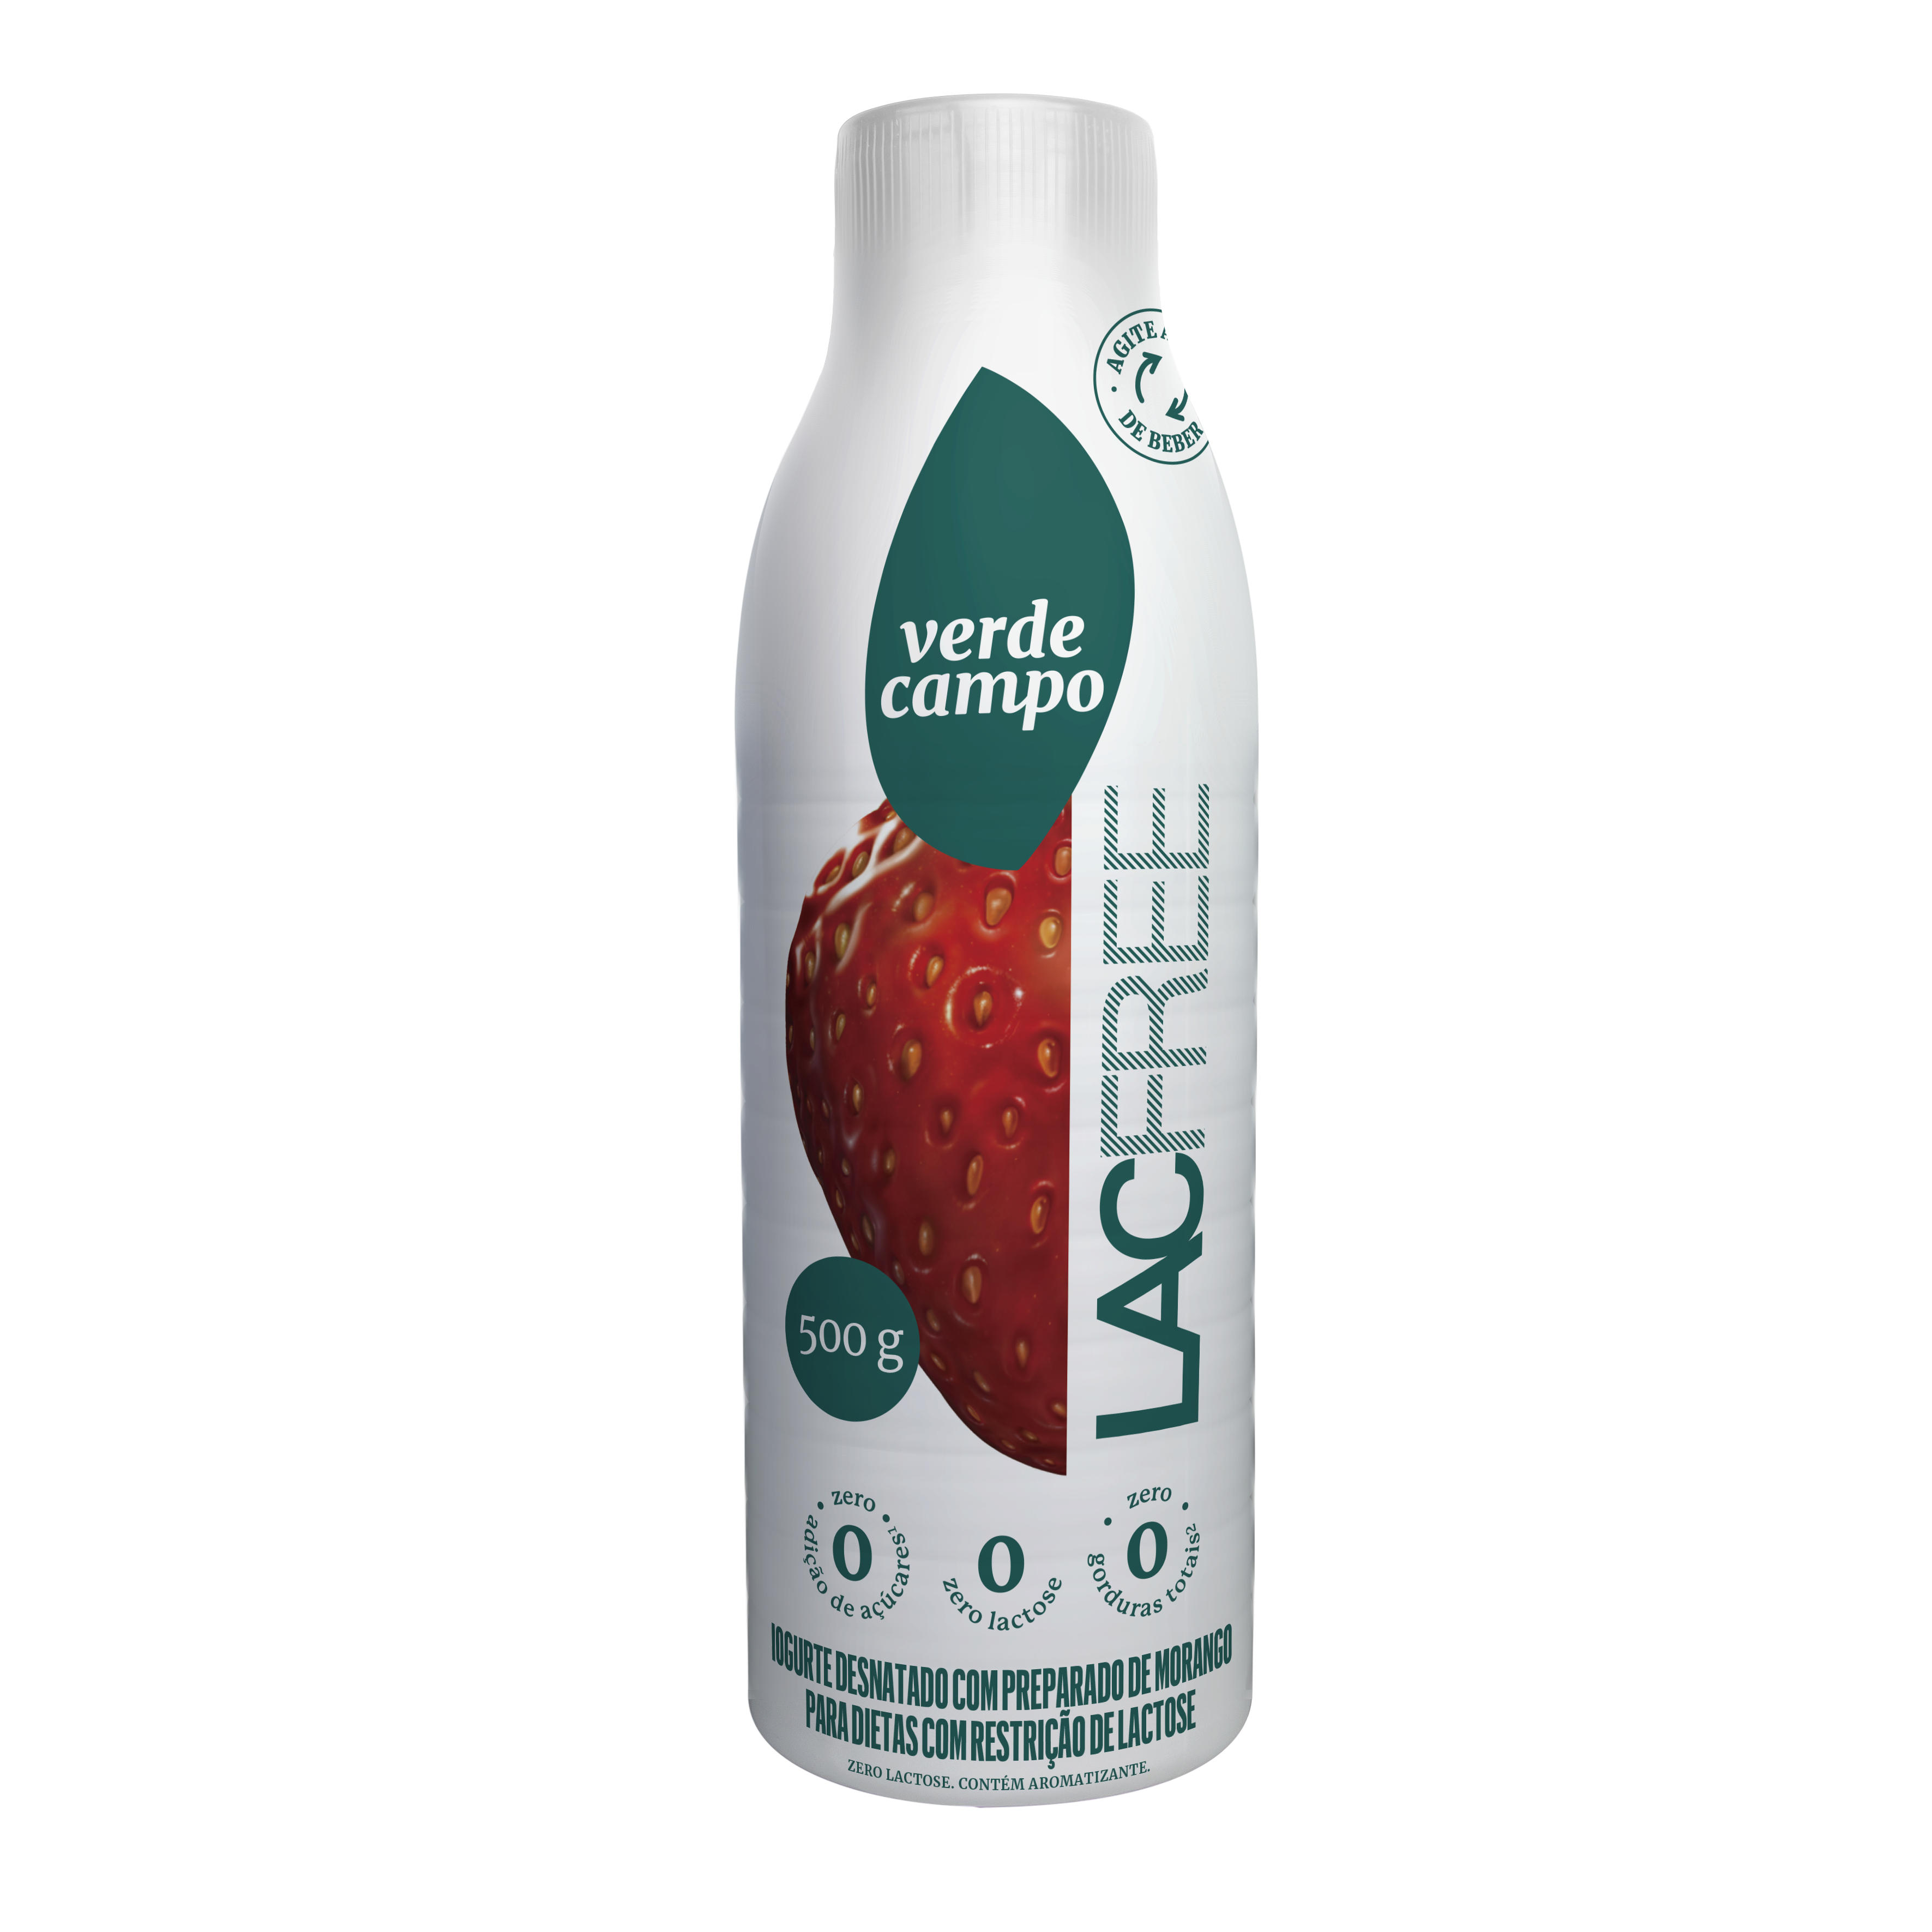 AGITE
DE BEBER
verde
campo
LACFREE
500 g
zero
0
adição de açúcares¹
0
zero lactose
zero
0
gorduras totais²
IOGURTE DESNATADO COM PREPARADO DE MORANGO
PARA DIETAS COM RESTRIÇÃO DE LACTOSE
ZERO LACTOSE. CONTÉM AROMATIZANTE.